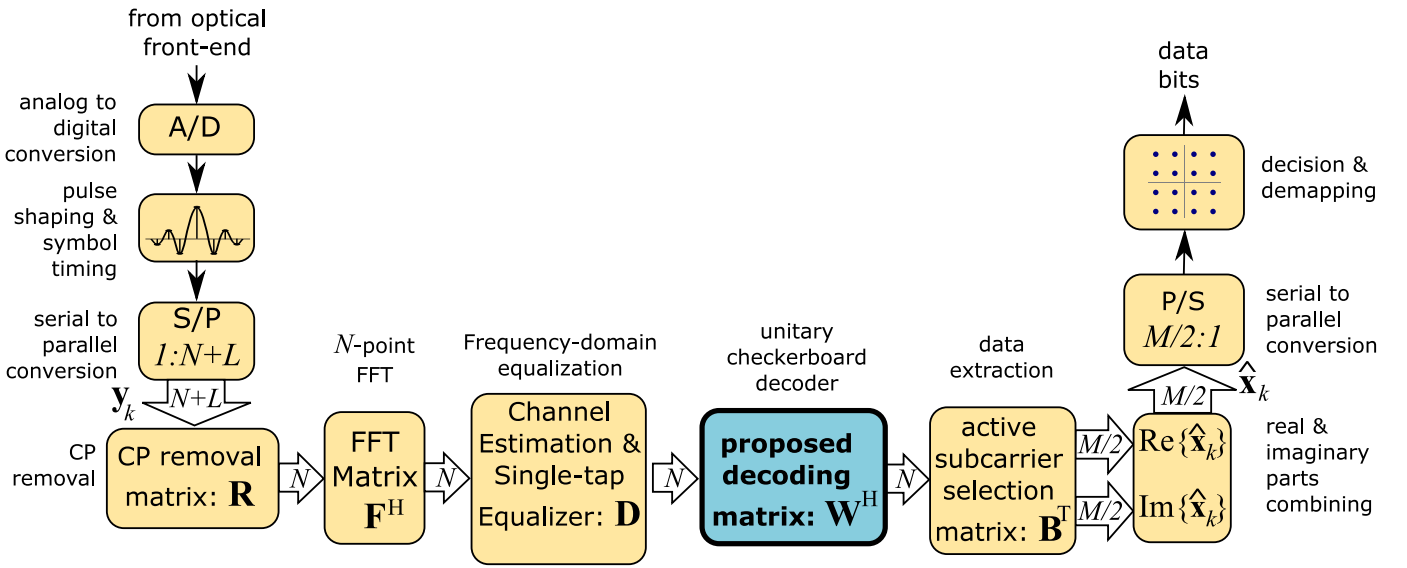 from optical
front-end
analog to
digital
conversion
A/D
pulse
shaping &
symbol
timing
serial to
parallel
conversion
S/P
1:N+L
y_k
N+L
CP
removal
CP removal
matrix: R
N
N-point
FFT
FFT
Matrix
F^H
N
Frequency-domain
equalization
Channel
Estimation &
Single-tap
Equalizer: D
N
unitary
checkerboard
decoder
proposed
decoding
matrix: W^H
N
data
extraction
active
subcarrier
selection
matrix: B^T
M/2
M/2
Re{x̂_k}
Im{x̂_k}
real &
imaginary
parts
combining
M/2
x̂_k
P/S
M/2:1
serial to
parallel
conversion
decision &
demapping
data
bits